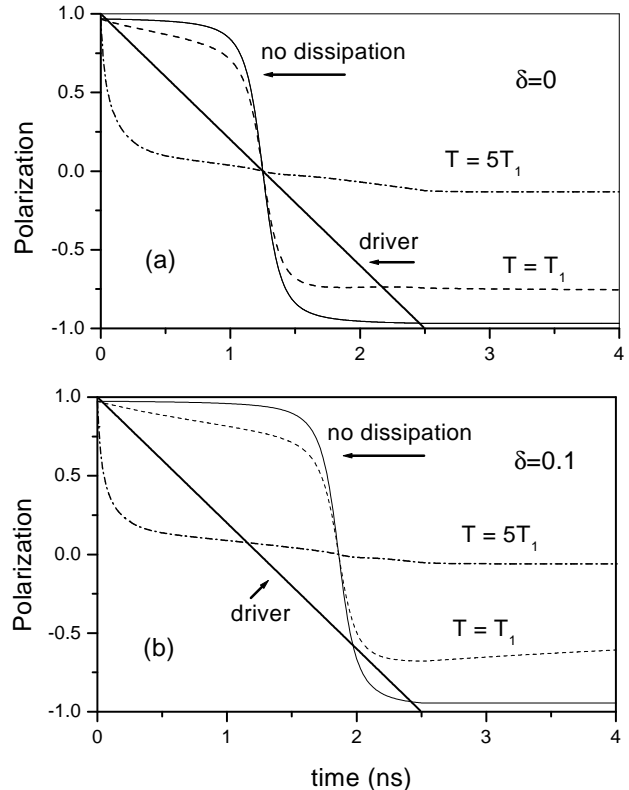 1.0
0.5
0.0
-0.5
-1.0
Polarization
no dissipation
δ=0
T = 5T₁
driver
T = T₁
(a)
0 1 2 3 4
1.0
0.5
0.0
-0.5
-1.0
Polarization
no dissipation
δ=0.1
T = 5T₁
driver
T = T₁
(b)
0 1 2 3 4
time (ns)